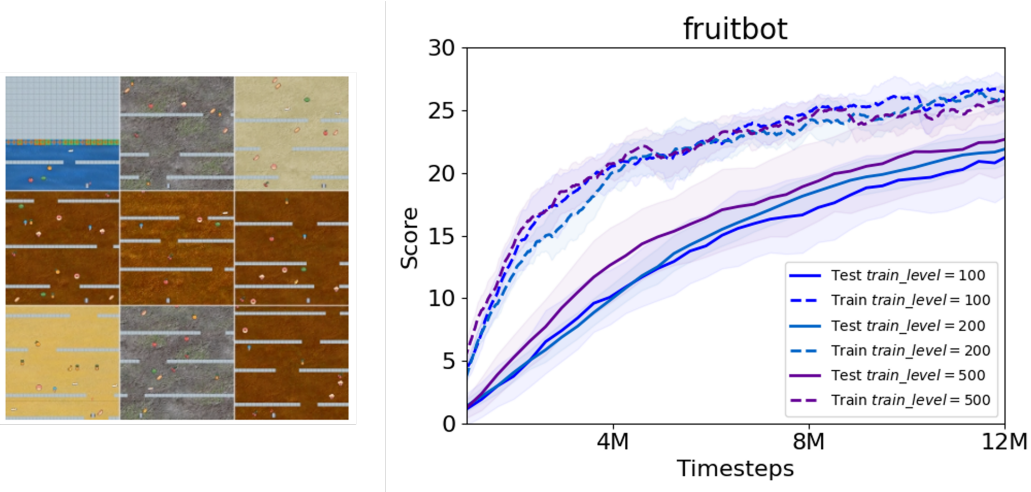 fruitbot
30
25
20
15
10
5
0
Score
4M
8M
12M
Timesteps
Test train_level = 100
Train train_level = 100
Test train_level = 200
Train train_level = 200
Test train_level = 500
Train train_level = 500